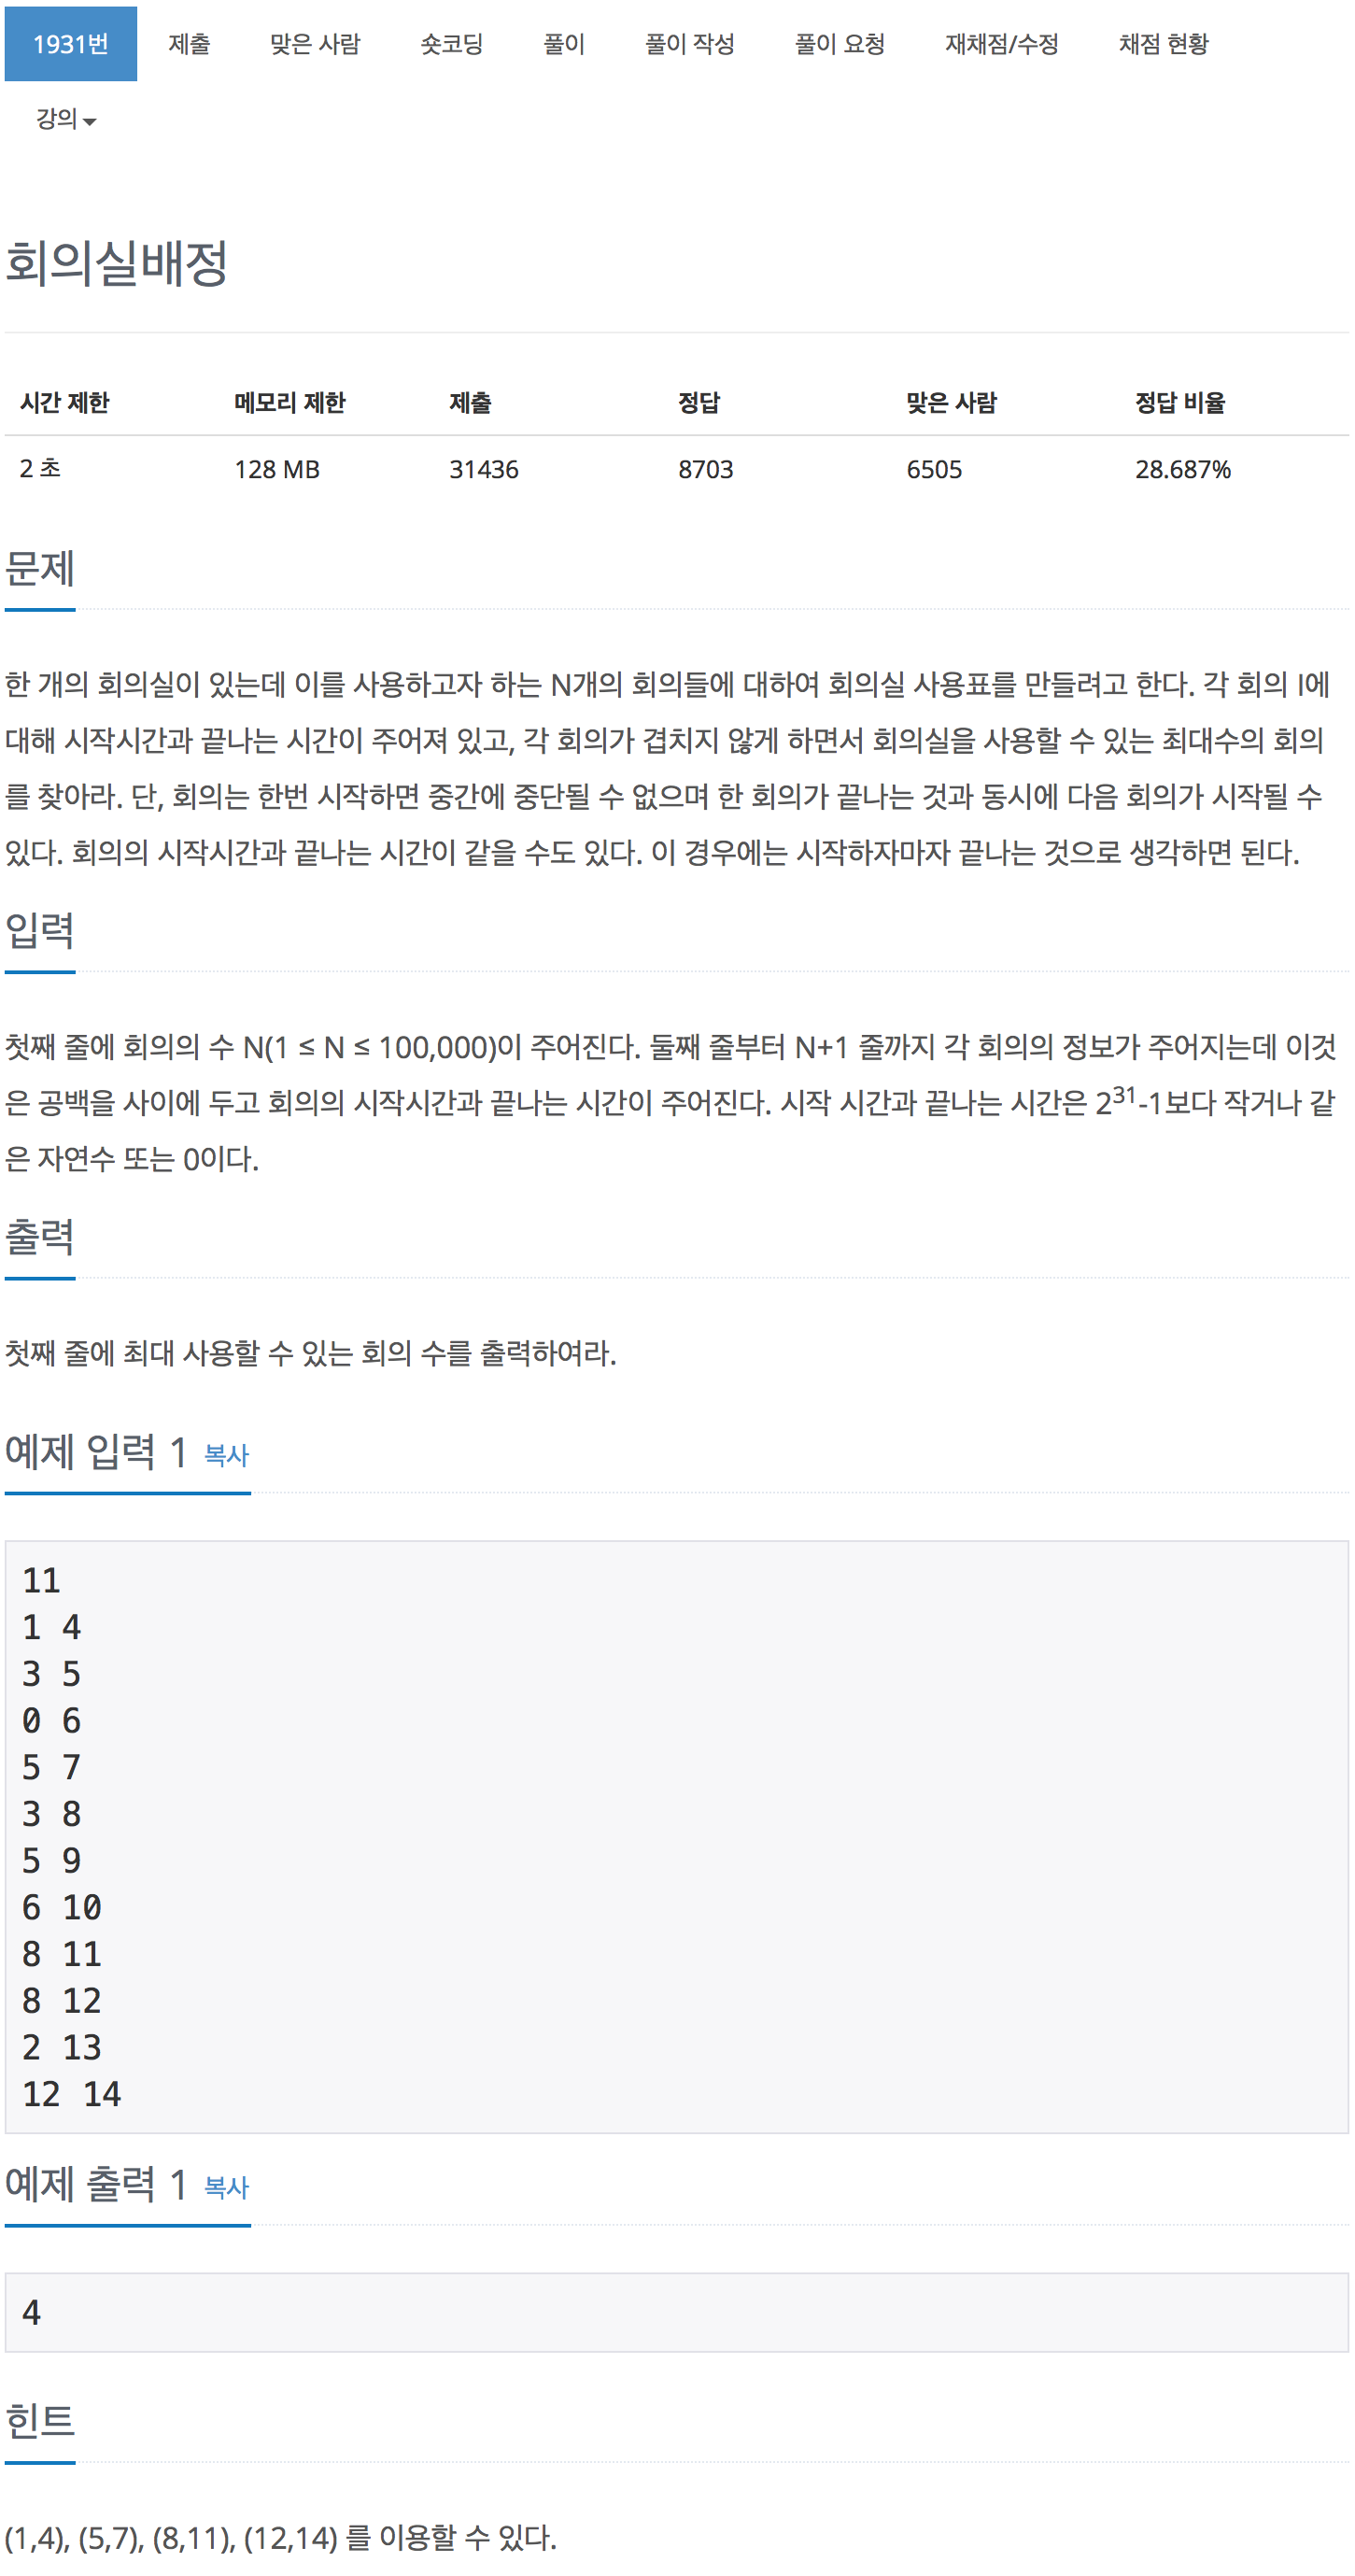 1931번 제출 맞은 사람 숏코딩 풀이 풀이 작성 풀이 요청 재채점/수정 채점 현황
강의
회의실배정
시간 제한 메모리 제한 제출 정답 맞은 사람 정답 비율
2 초 128 MB 31436 8703 6505 28.687%
문제
한 개의 회의실이 있는데 이를 사용하고자 하는 N개의 회의들에 대하여 회의실 사용표를 만들려고 한다. 각 회의 I에
대해 시작시간과 끝나는 시간이 주어져 있고, 각 회의가 겹치지 않게 하면서 회의실을 사용할 수 있는 최대수의 회의
를 찾아라. 단, 회의는 한번 시작하면 중간에 중단될 수 없으며 한 회의가 끝나는 것과 동시에 다음 회의가 시작될 수
있다. 회의의 시작시간과 끝나는 시간이 같을 수도 있다. 이 경우에는 시작하자마자 끝나는 것으로 생각하면 된다.
입력
첫째 줄에 회의의 수 N(1 ≤ N ≤ 100,000)이 주어진다. 둘째 줄부터 N+1 줄까지 각 회의의 정보가 주어지는데 이것
은 공백을 사이에 두고 회의의 시작시간과 끝나는 시간이 주어진다. 시작 시간과 끝나는 시간은 2^31-1보다 작거나 같
은 자연수 또는 0이다.
출력
첫째 줄에 최대 사용할 수 있는 회의 수를 출력하여라.
예제 입력 1 복사
11
1 4
3 5
0 6
5 7
3 8
5 9
6 10
8 11
8 12
2 13
12 14
예제 출력 1 복사
4
힌트
(1,4), (5,7), (8,11), (12,14) 를 이용할 수 있다.